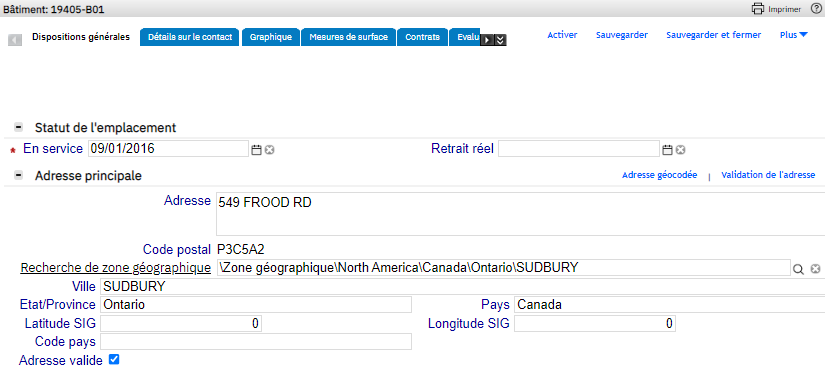 Bâtiment: 19405-B01 Imprimer ?
Dispositions générales Détails sur le contact Graphique Mesures de surface Contrats Evalu Activer Sauvegarder Sauvegarder et fermer Plus
Statut de l'emplacement
* En service 09/01/2016 Retrait réel
Adresse principale Adresse géocodée | Validation de l'adresse
Adresse 549 FROOD RD
Code postal P3C5A2
Recherche de zone géographique \Zone géographique\North America\Canada\Ontario\SUDBURY
Ville SUDBURY
Etat/Province Ontario Pays Canada
Latitude SIG 0 Longitude SIG 0
Code pays
Adresse valide